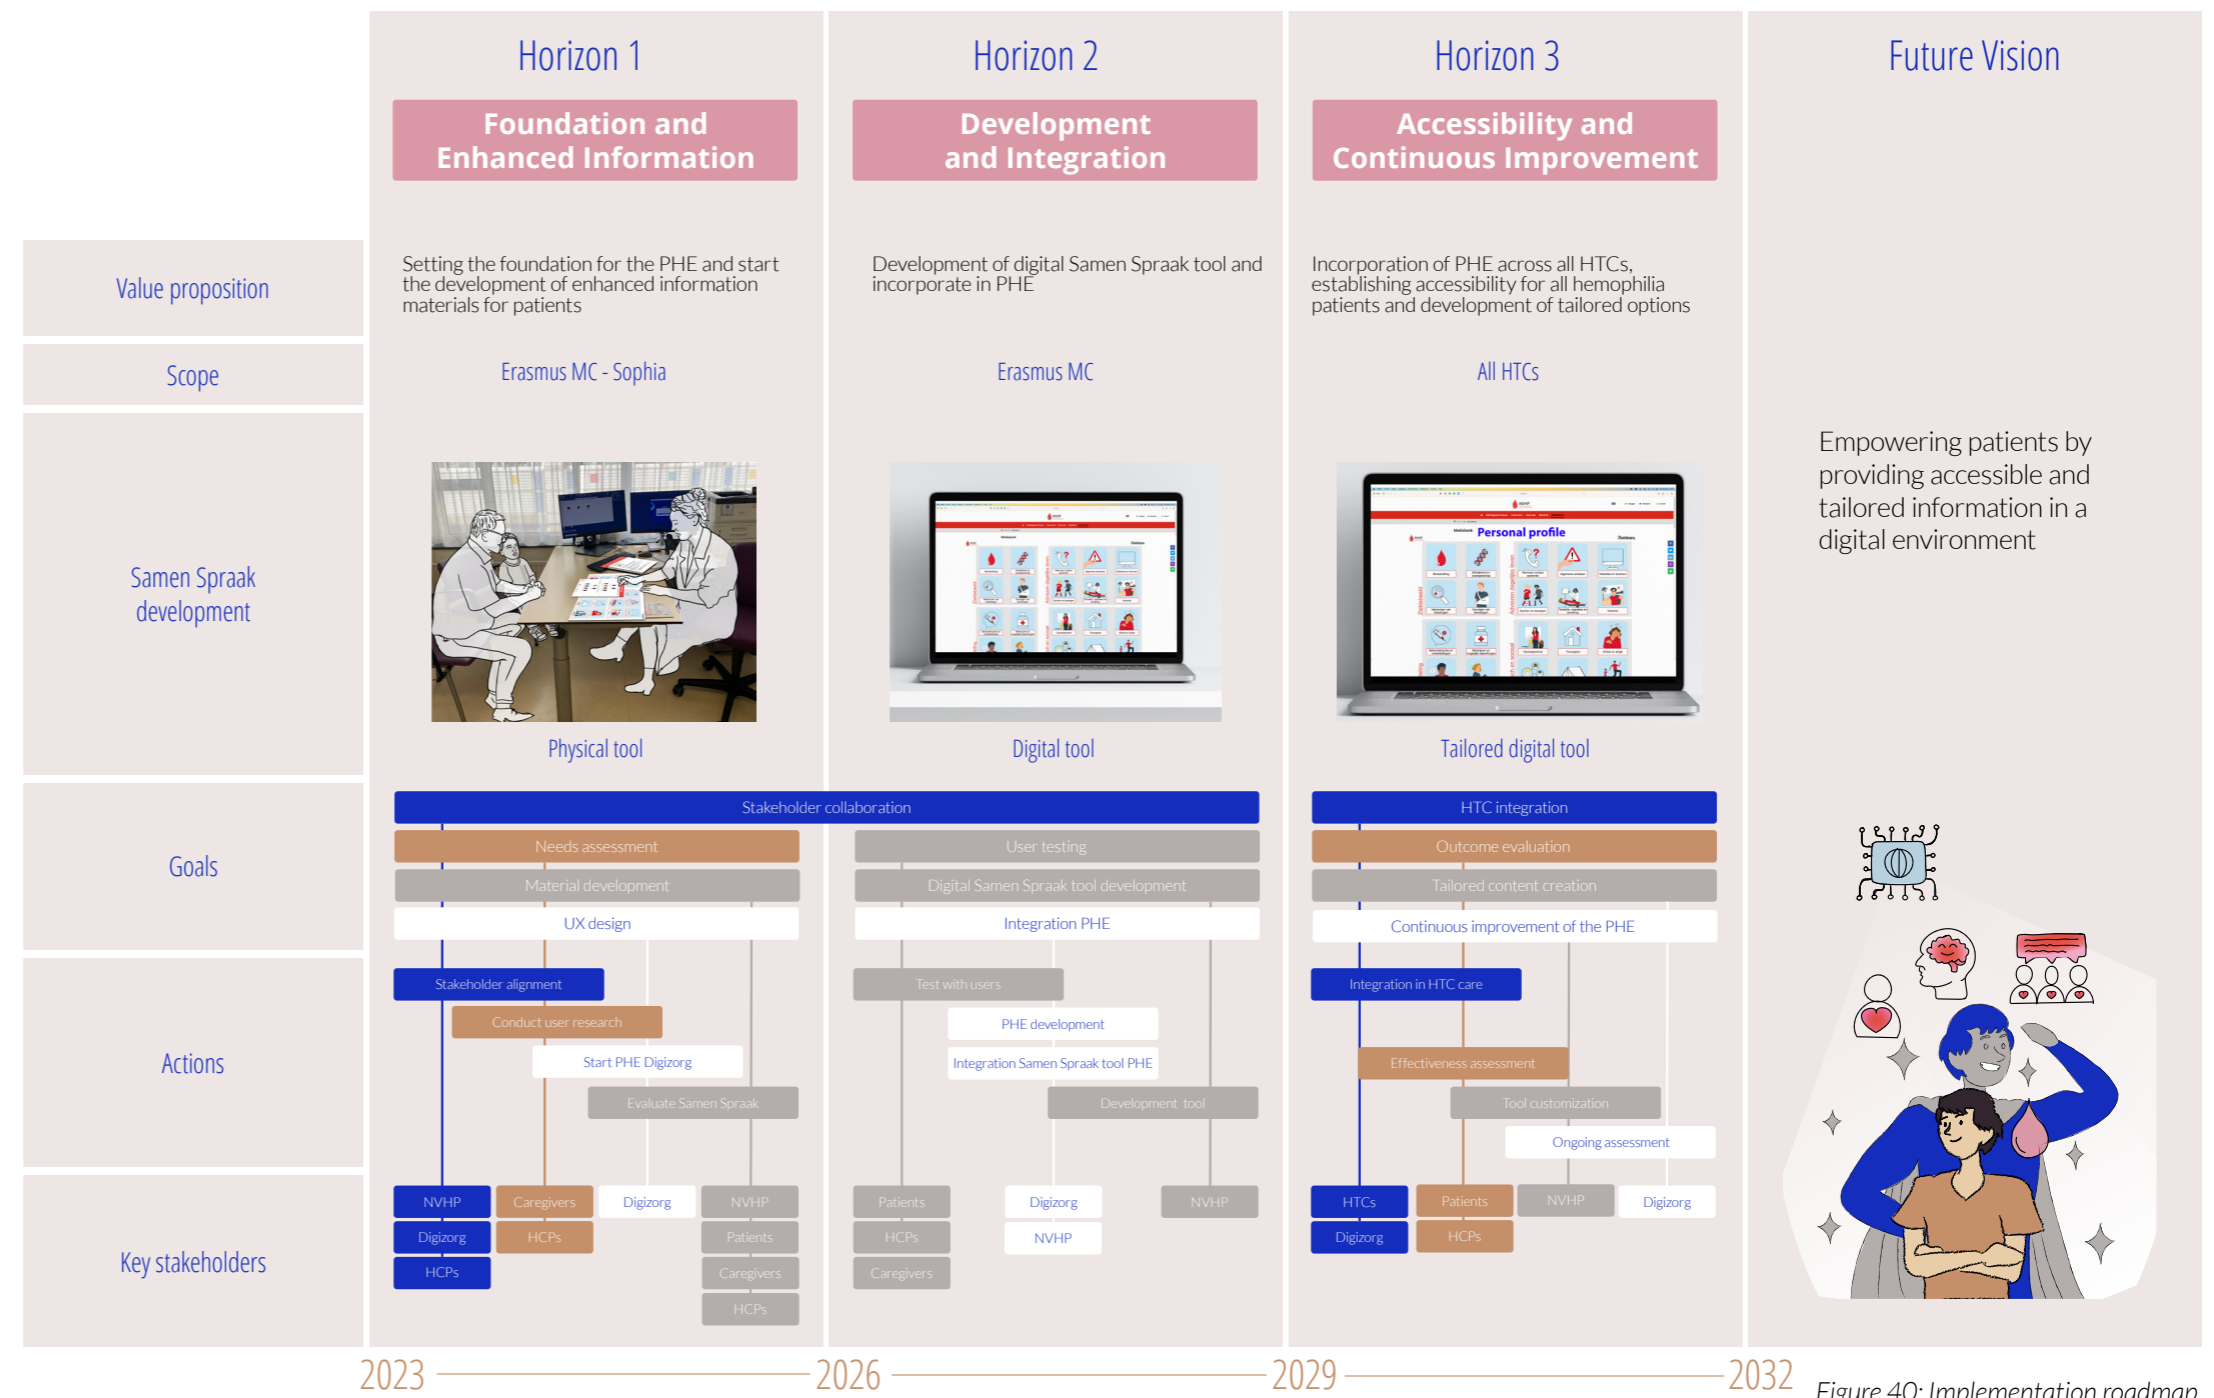 Horizon 1
Horizon 2
Horizon 3
Future Vision
Foundation and
Enhanced Information
Development
and Integration
Accessibility and
Continuous Improvement
Value proposition
Setting the foundation for the PHE and start
the development of enhanced information
materials for patients
Development of digital Samen Spraak tool and
incorporate in PHE
Incorporation of PHE across all HTCs,
establishing accessibility for all hemophilia
patients and development of tailored options
Scope
Erasmus MC - Sophia
Erasmus MC
All HTCs
Samen Spraak
development
Personal profile
Physical tool
Digital tool
Tailored digital tool
Empowering patients by
providing accessible and
tailored information in a
digital environment
Goals
Stakeholder collaboration
HTC integration
Needs assessment
User testing
Outcome evaluation
Material development
Digital Samen Spraak tool development
Tailored content creation
UX design
Integration PHE
Continuous improvement of the PHE
Actions
Stakeholder alignment
Conduct user research
Start PHE Digizorg
Evaluate Samen Spraak
Test with users
PHE development
Integration Samen Spraak tool PHE
Development tool
Integration in HTC care
Effectiveness assessment
Tool customization
Ongoing assessment
Key stakeholders
NVHP
Digizorg
HCPs
Caregivers
HCPs
Digizorg
NVHP
Patients
Caregivers
HCPs
Patients
HCPs
Caregivers
Digizorg
NVHP
NVHP
HTCs
Digizorg
Patients
HCPs
NVHP
Digizorg
2023
2026
2029
2032
Figure 40: Implementation roadmap